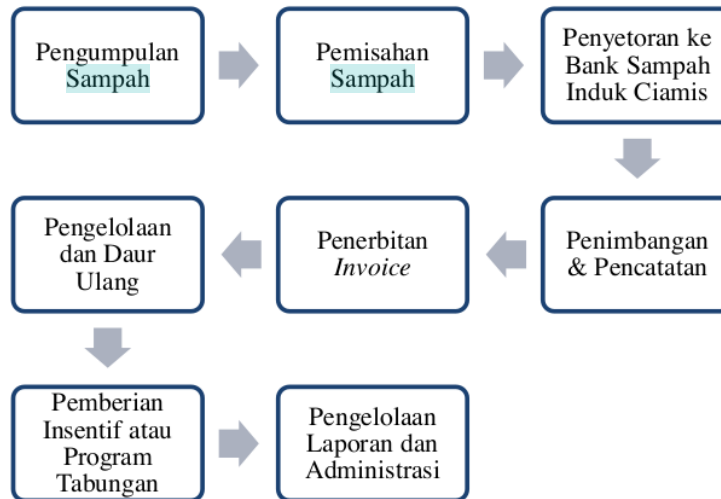 Pengumpulan
Sampah
Pemisahan
Sampah
Penyetoran ke
Bank Sampah
Induk Ciamis
Penimbangan
& Pencatatan
Penerbitan
Invoice
Pengelolaan
dan Daur
Ulang
Pemberian
Insentif atau
Program
Tabungan
Pengelolaan
Laporan dan
Administrasi